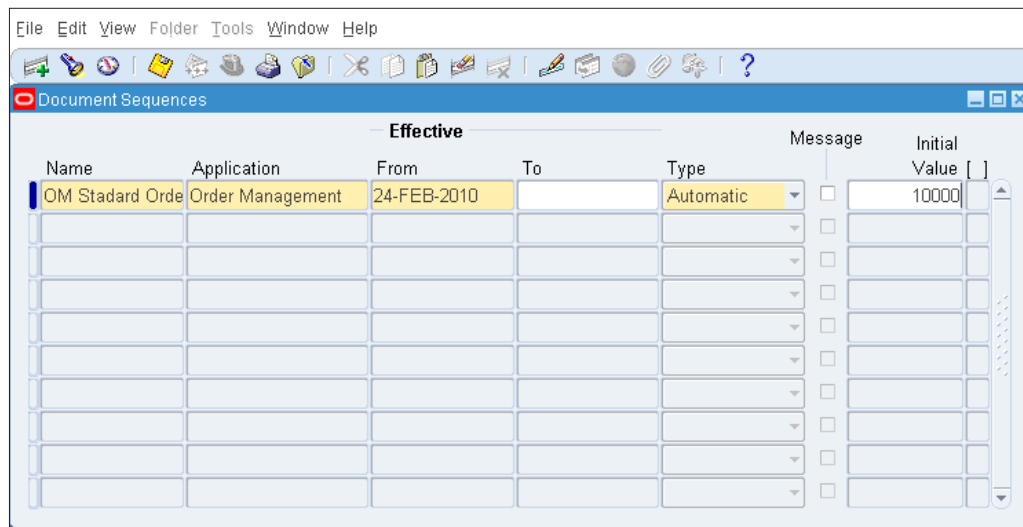 File Edit View Folder Tools Window Help
Document Sequences
Effective
Message
Initial
Name Application From To Type Value [ ]
OM Stadard Orde Order Management 24-FEB-2010 Automatic 10000